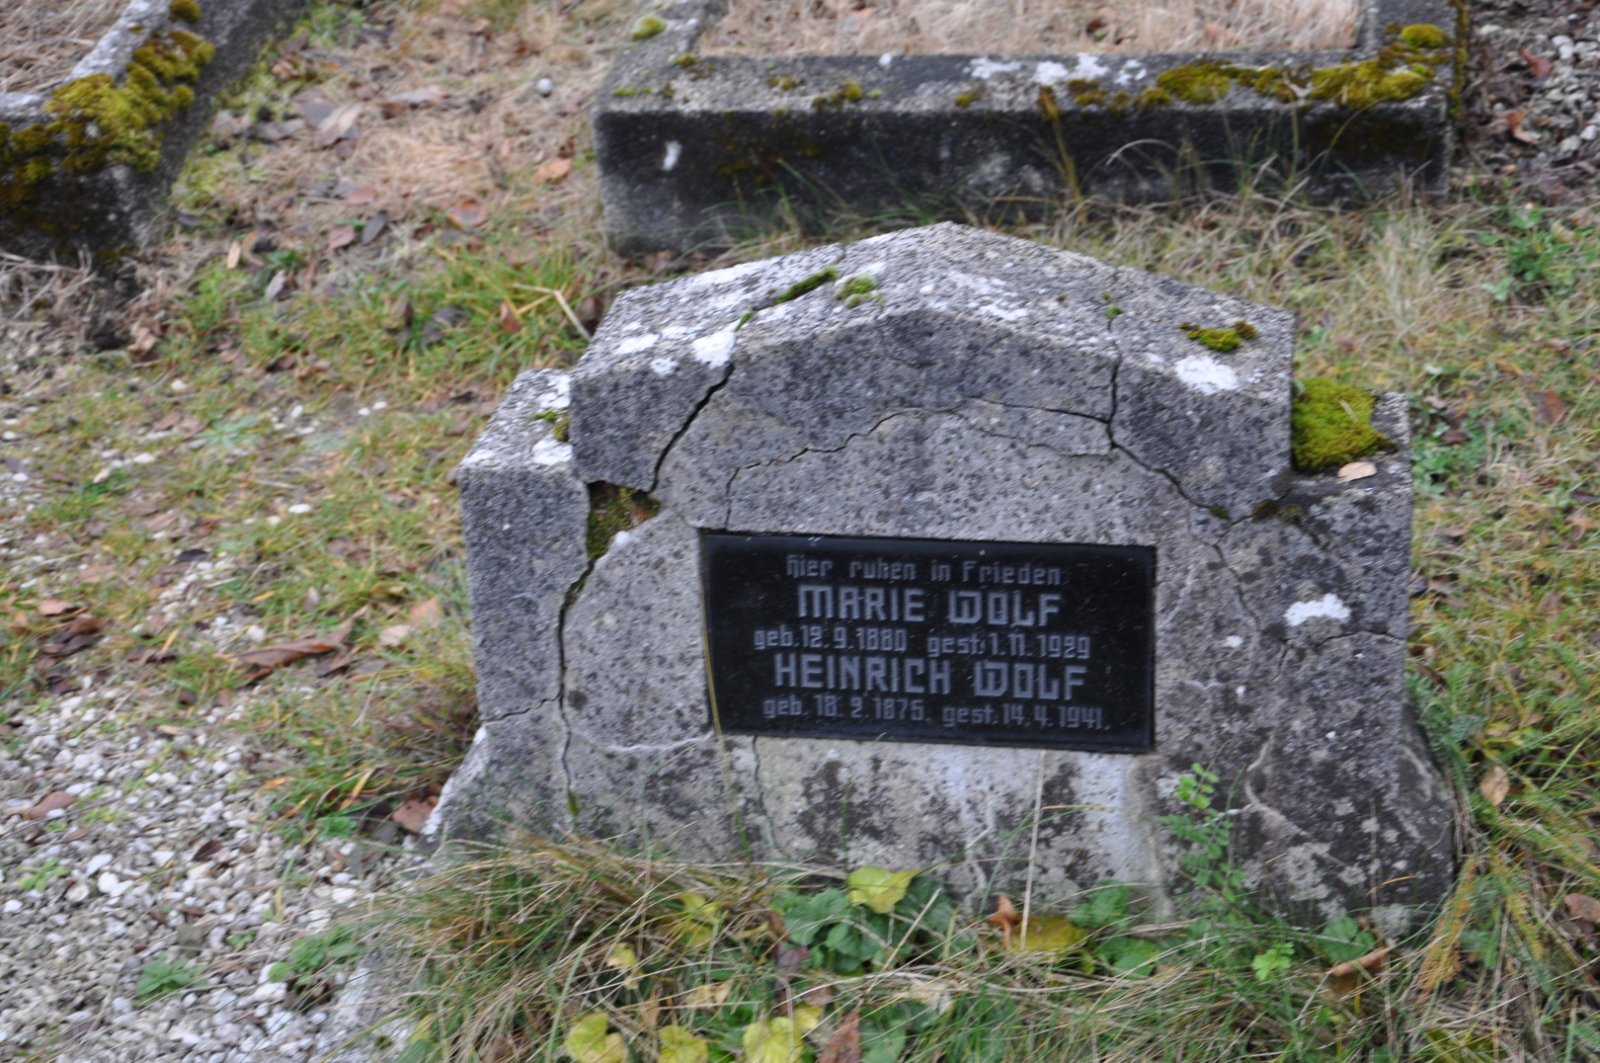 Hier ruhen in Frieden
MARIE WOLF
geb. 12.9.1880 gest. 1.11.1929
HEINRICH WOLF
geb. 18.2.1875. gest. 14.4.1941.